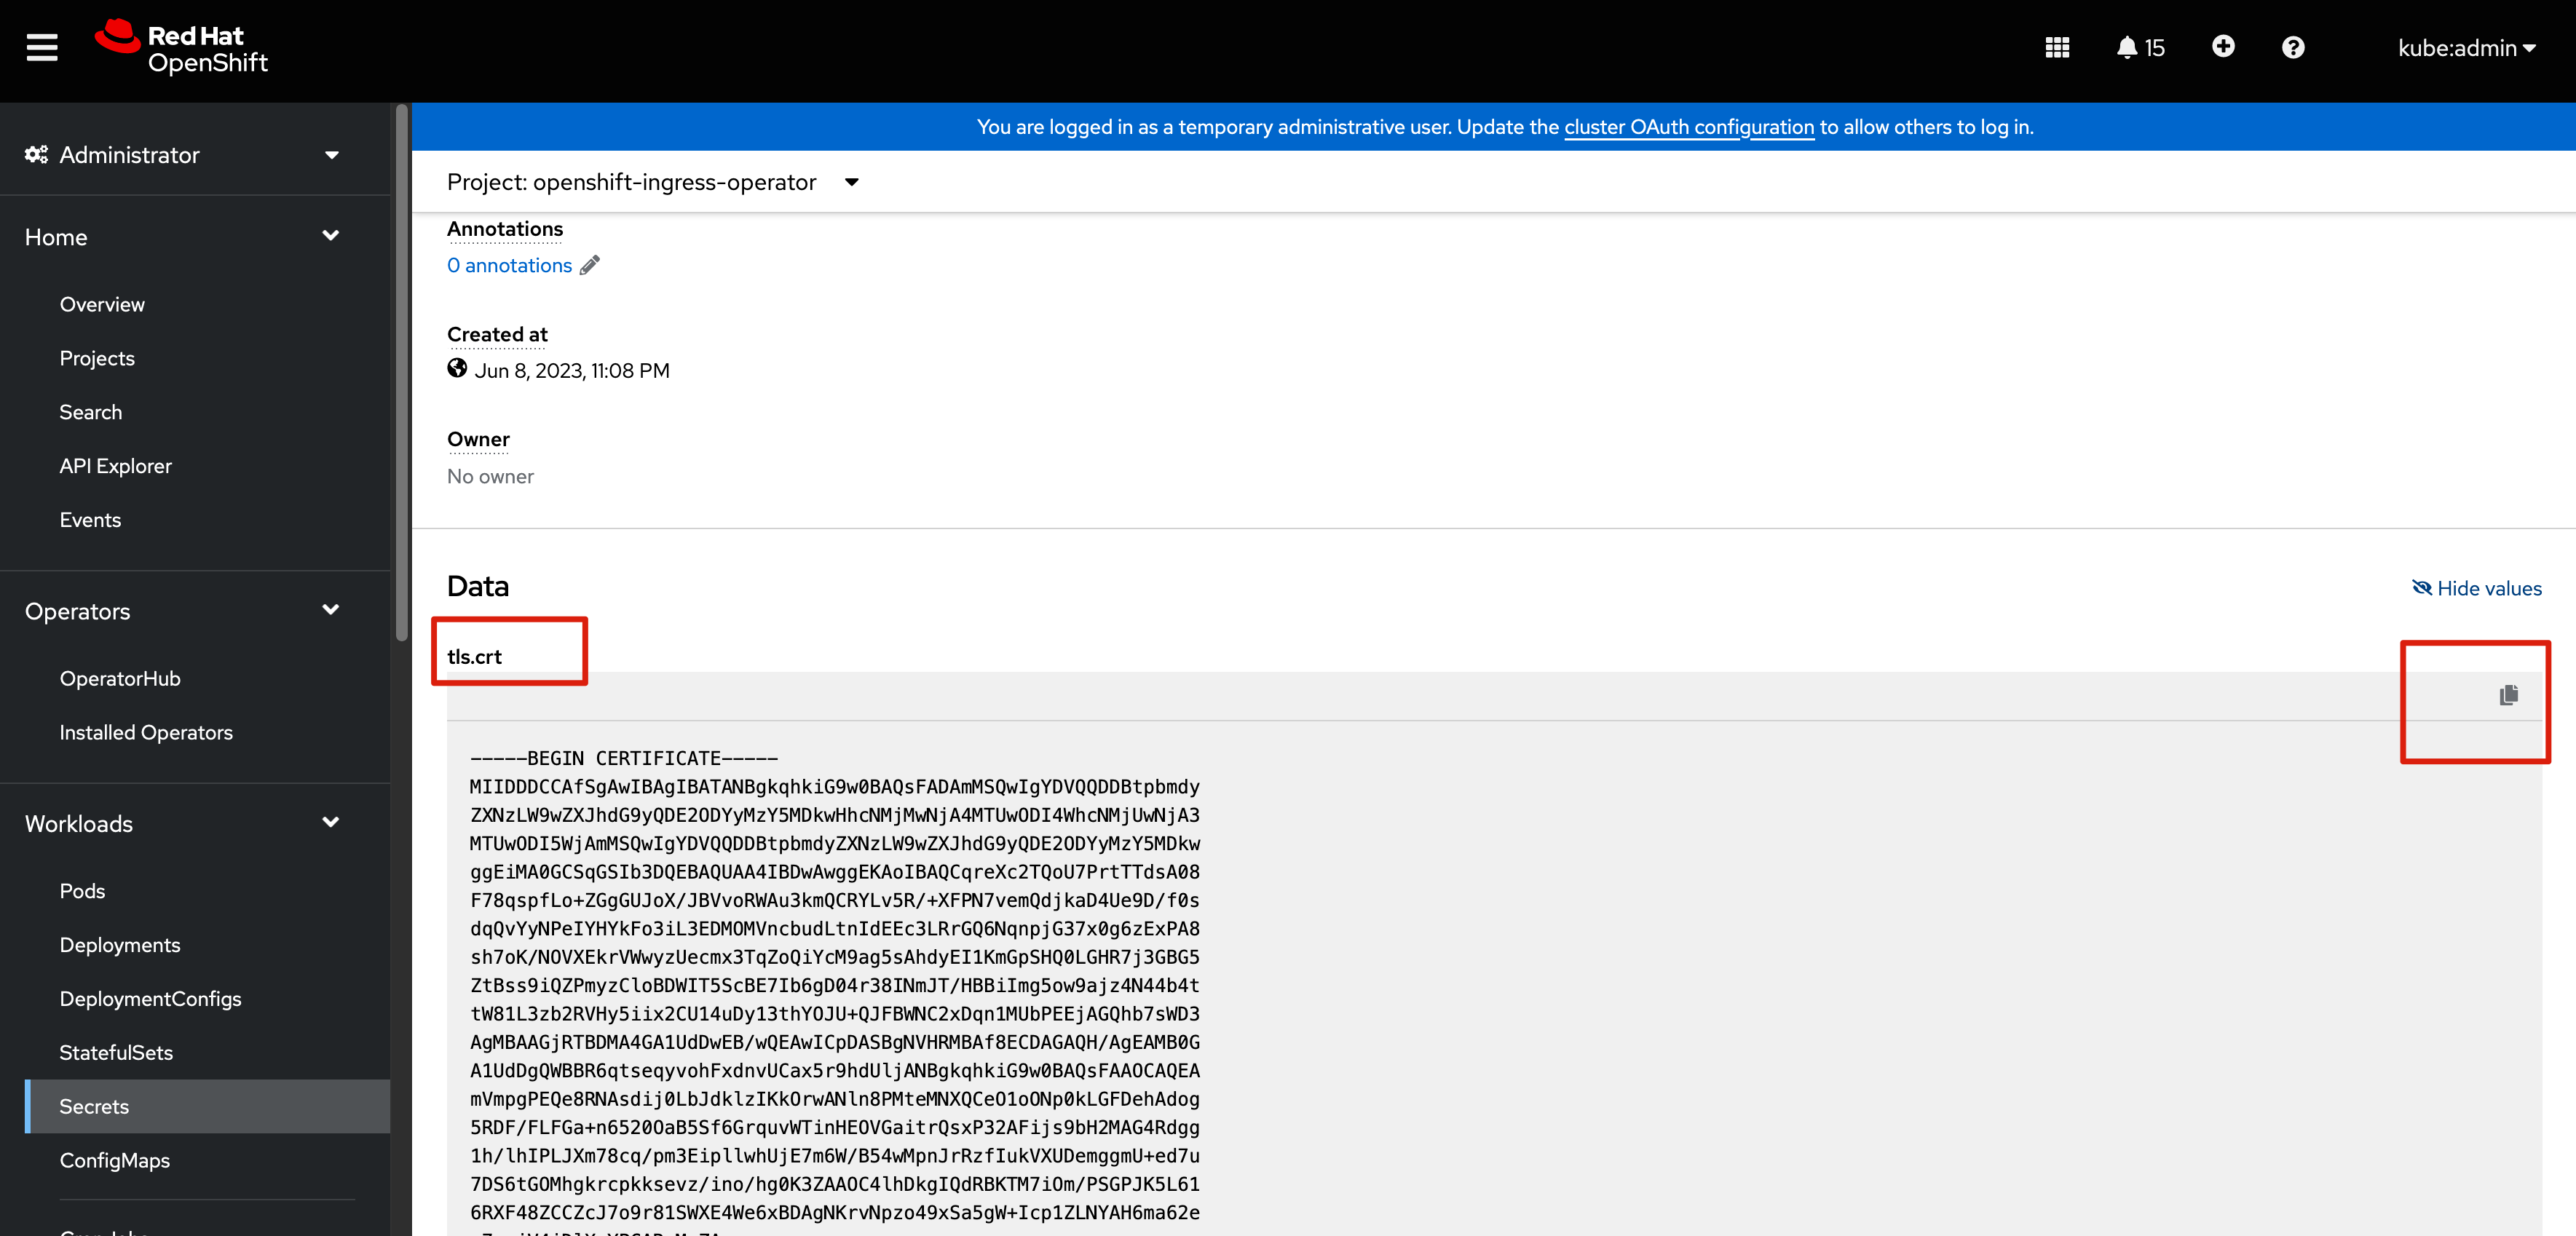 Red Hat
OpenShift
15
kube:admin
Administrator
Home
Overview
Projects
Search
API Explorer
Events
Operators
OperatorHub
Installed Operators
Workloads
Pods
Deployments
DeploymentConfigs
StatefulSets
Secrets
ConfigMaps
You are logged in as a temporary administrative user. Update the cluster OAuth configuration to allow others to log in.
Project: openshift-ingress-operator
Annotations
0 annotations
Created at
Jun 8, 2023, 11:08 PM
Owner
No owner
Data
Hide values
tls.crt
-----BEGIN CERTIFICATE-----
MIIDDDCCAfSgAwIBAgIBATANBgkqhkiG9w0BAQsFADAmMSQwIgYDVQQDDBtpbmdy
ZXNzLW9wZXJhdG9yQDE2ODYyMzY5MDkwHhcNMjMwNjA4MTUwODI4WhcNMjUwNjA3
MTUwODI5WjAmMSQwIgYDVQQDDBtpbmdyZXNzLW9wZXJhdG9yQDE2ODYyMzY5MDkw
ggEiMA0GCSqGSIb3DQEBAQUAA4IBDwAwggEKAoIBAQCqreXc2TQoU7PrtTTdsA08
F78qspfLo+ZGgGUJoX/JBVvoRWAu3kmQCRYLv5R/+XFPN7vemQdjkaD4Ue9D/f0s
dqQvYyNPeIYHYkFo3iL3EDMOMVncbudLtnIdEEc3LRrGQ6NqnpjG37x0g6zExPA8
sh7oK/NOVXEkrVWwyzUecmx3TqZoQiYcM9ag5sAhdyEI1KmGpSHQ0LGHR7j3GBG5
ZtBss9iQZPmyzCloBDWIT5ScBE7Ib6gD04r38INmJT/HBBiImg5ow9ajz4N44b4t
tW81L3zb2RVHy5iix2CU14uDy13thYOJU+QJFBWNC2xDqn1MUbPEEjAGQhb7sWD3
AgMBAAGjRTBDMA4GA1UdDwEB/wQEAwICpDASBgNVHRMBAf8ECDAGAQH/AgEAMB0G
A1UdDgQWBBR6qtseqyvohFxdnvUCax5r9hdUljANBgkqhkiG9w0BAQsFAAOCAQEA
mVmpgPEQe8RNAsdij0LbJdklzIKkOrwANln8PMteMNXQCeO1oONp0kLGFDehAdog
5RDF/FLFGa+n6520OaB5Sf6GrquvWTinHEOVGaitrQsxP32AFijs9bH2MAG4Rdgg
1h/lhIPLJXm78cq/pm3EipllwhUjE7m6W/B54wMpnJrRzfIukVXUDemggmU+ed7u
7DS6tGOMhgkrcpkksevz/ino/hg0K3ZAAOC4lhDkgIQdRBKTM7iOm/PSGPJK5L61
6RXF48ZCCZcJ7o9r81SWXE4We6xBDAgNKrvNpzo49xSa5gW+Icp1ZLNYAH6ma62e